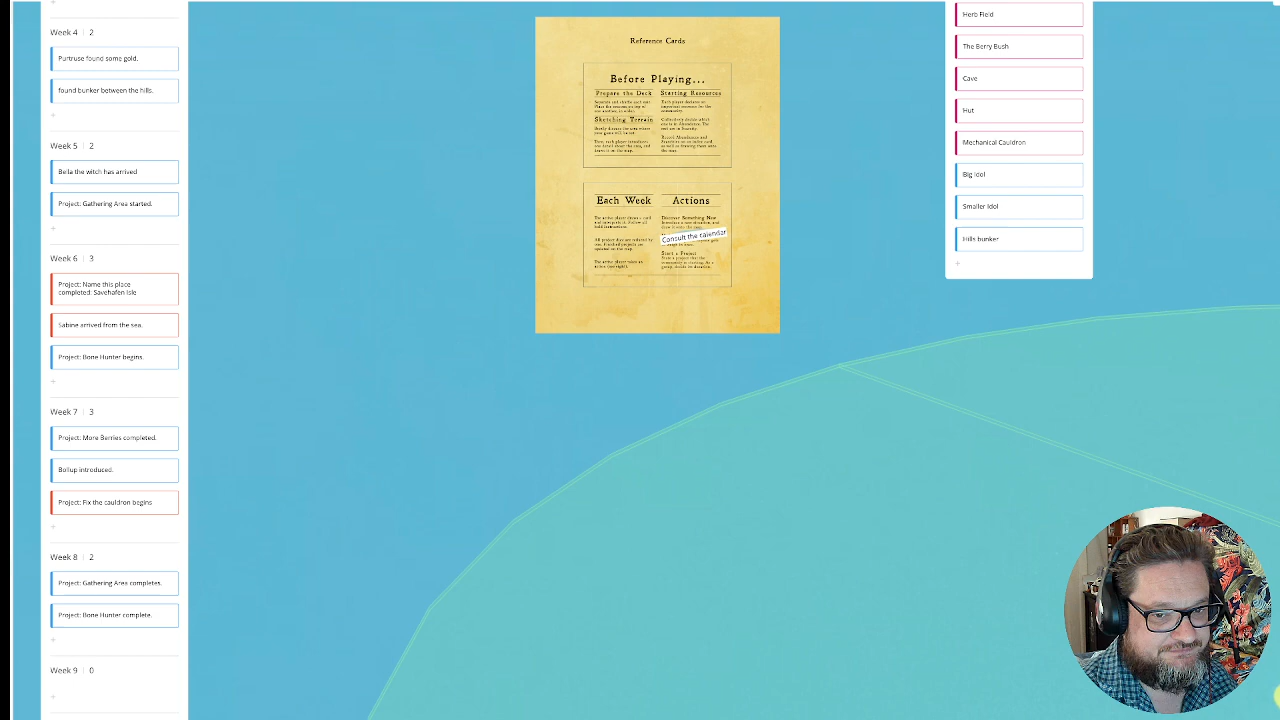 Week 4 | 2
Purtruse found some gold.
found bunker between the hills.
Week 5 | 2
Bella the witch has arrived
Project: Gathering Area started.
Week 6 | 3
Project: Name this place
completed: Savehafen Isle
Sabine arrived from the sea.
Project: Bone Hunter begins.
Week 7 | 3
Project: More Berries completed.
Bollup introduced.
Project: Fix the cauldron begins
Week 8 | 2
Project: Gathering Area completes.
Project: Bone Hunter complete.
Week 9 | 0
Reference Cards
Before Playing...
Prepare the Deck
Sketching Terrain
Starting Resources
Each Week
Actions
Discover Something New
Consult the calendar
Start a Project
Herb Field
The Berry Bush
Cave
Hut
Mechanical Cauldron
Big Idol
Smaller Idol
Hills bunker